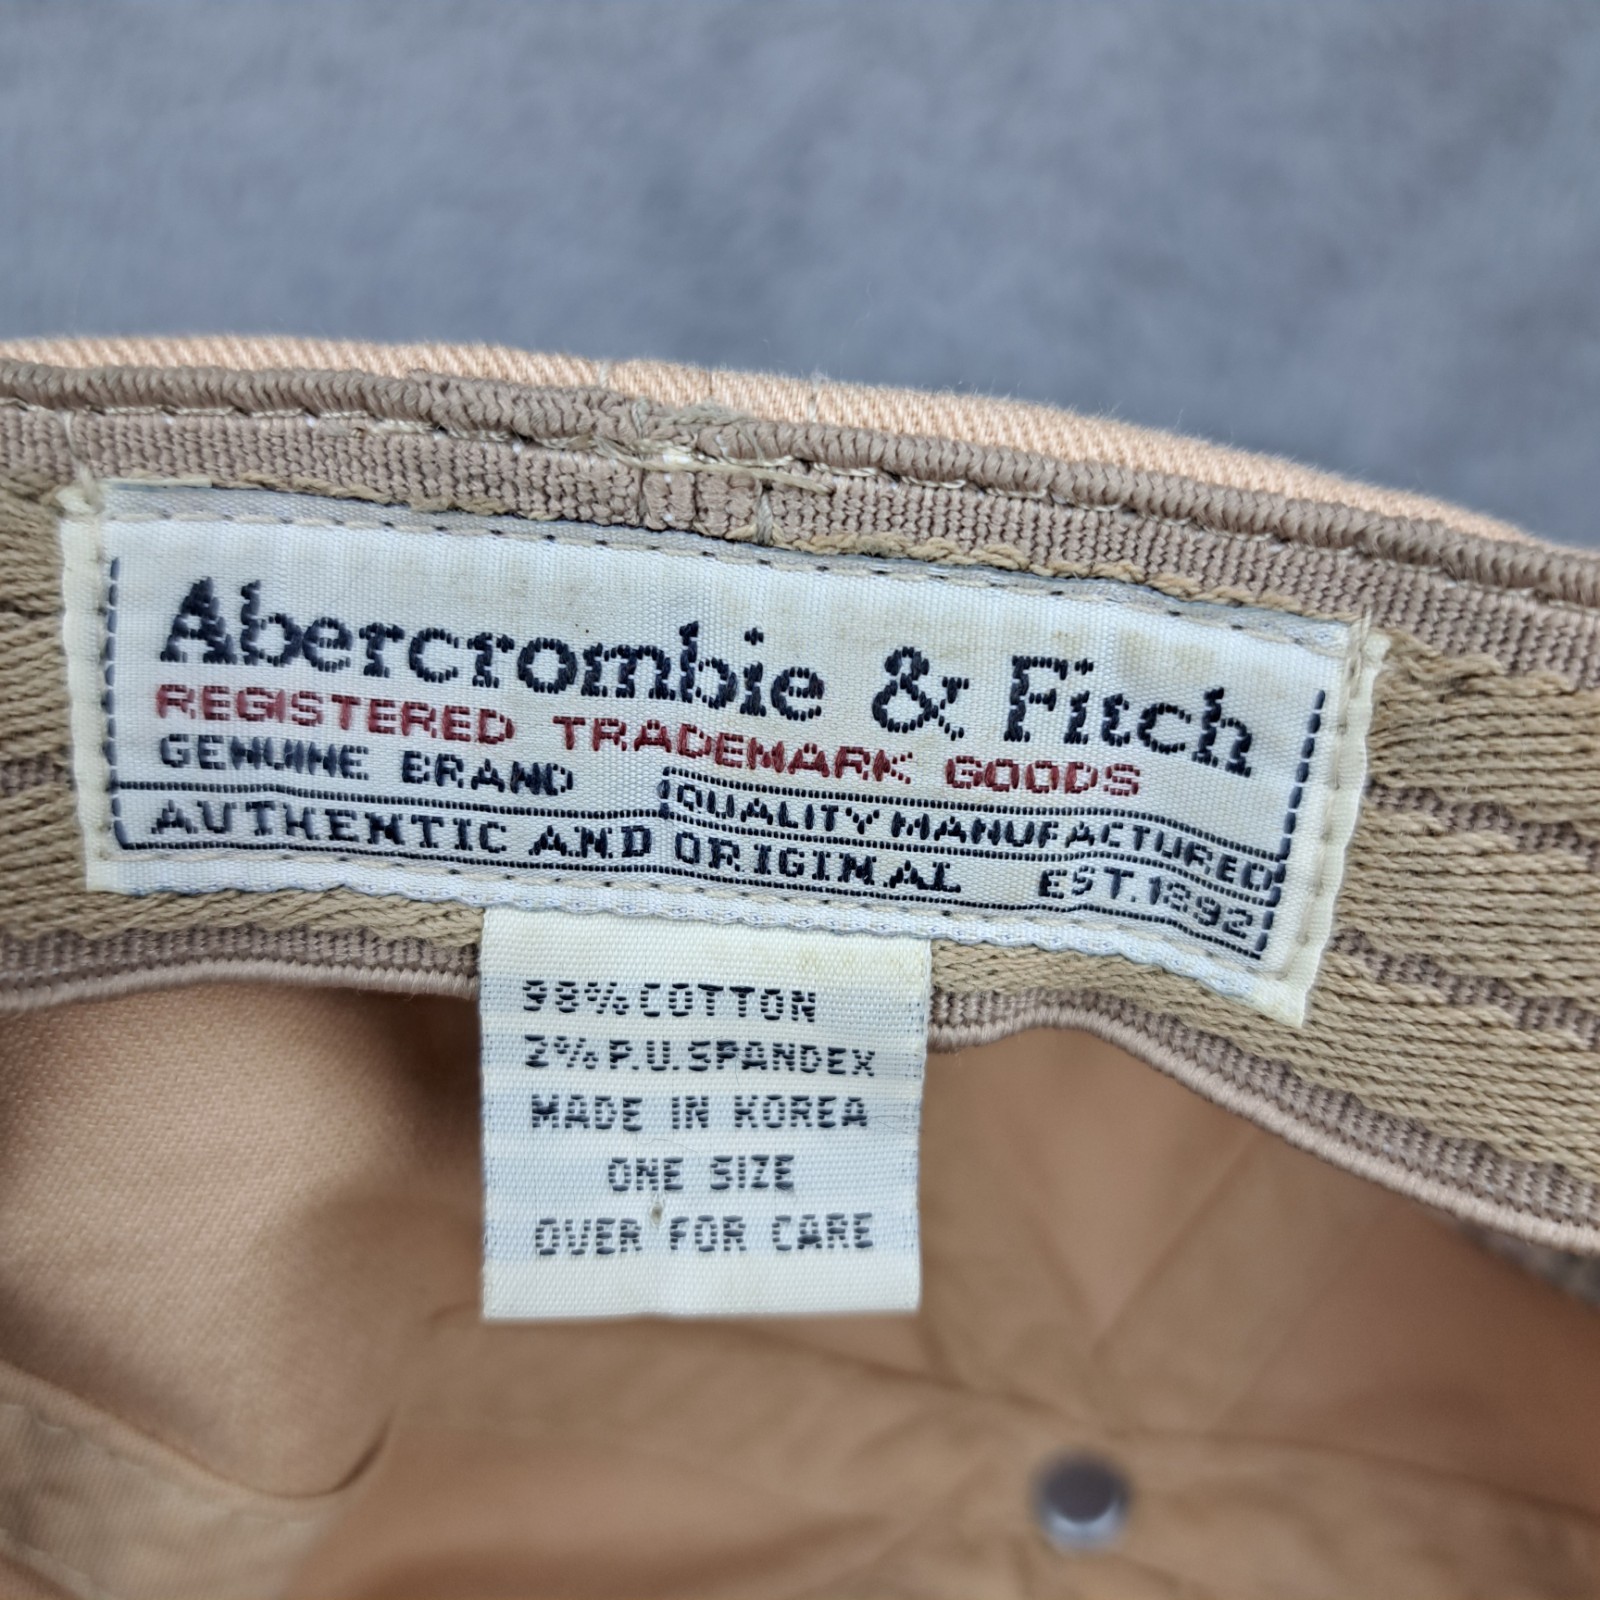 Abercrombie & Fitch
REGISTERED TRADEMARK GOODS
GENUINE BRAND
QUALITY MANUFACTURED
AUTHENTIC AND ORIGINAL EST.1892
98% COTTON
2% P.U.SPANDEX
MADE IN KOREA
ONE SIZE
OVER FOR CARE